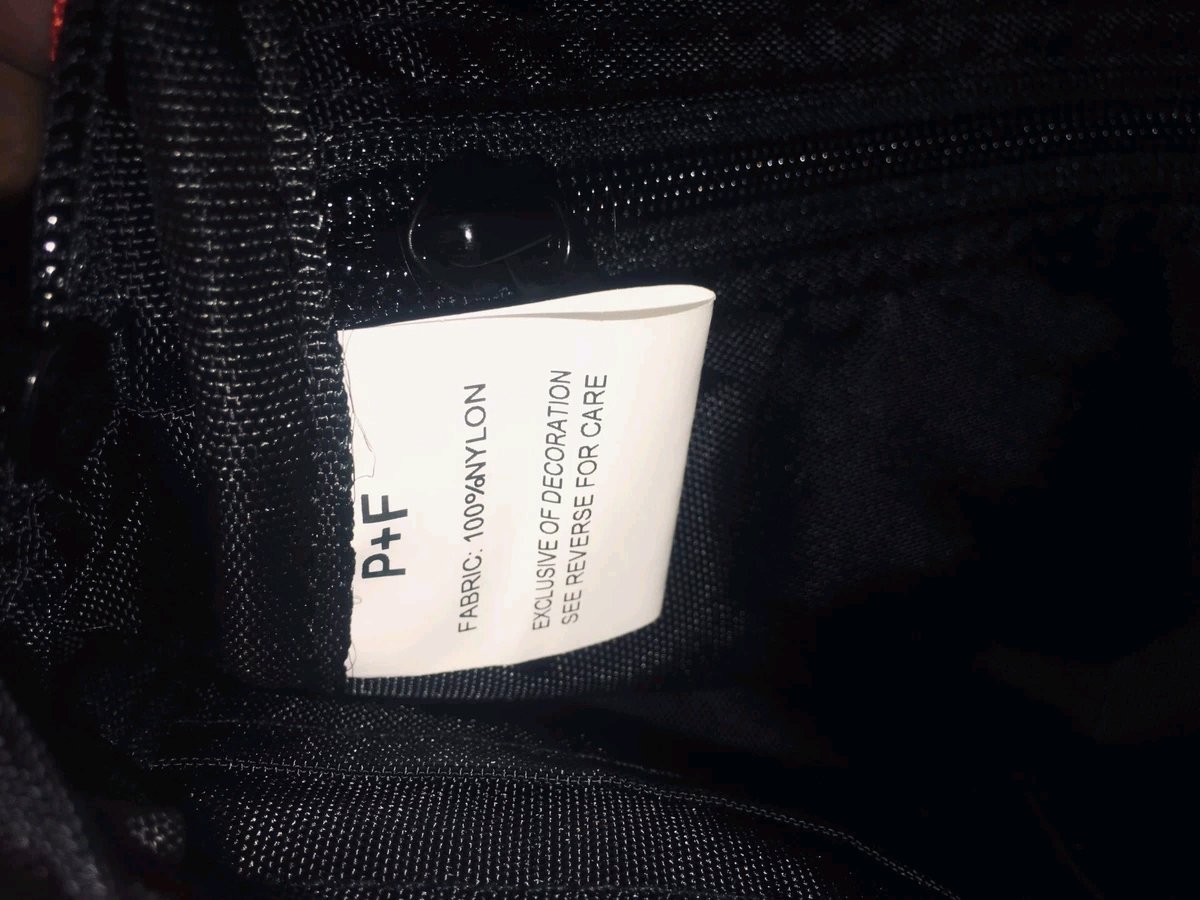 P+F
FABRIC: 100%NYLON
EXCLUSIVE OF DECORATION
SEE REVERSE FOR CARE